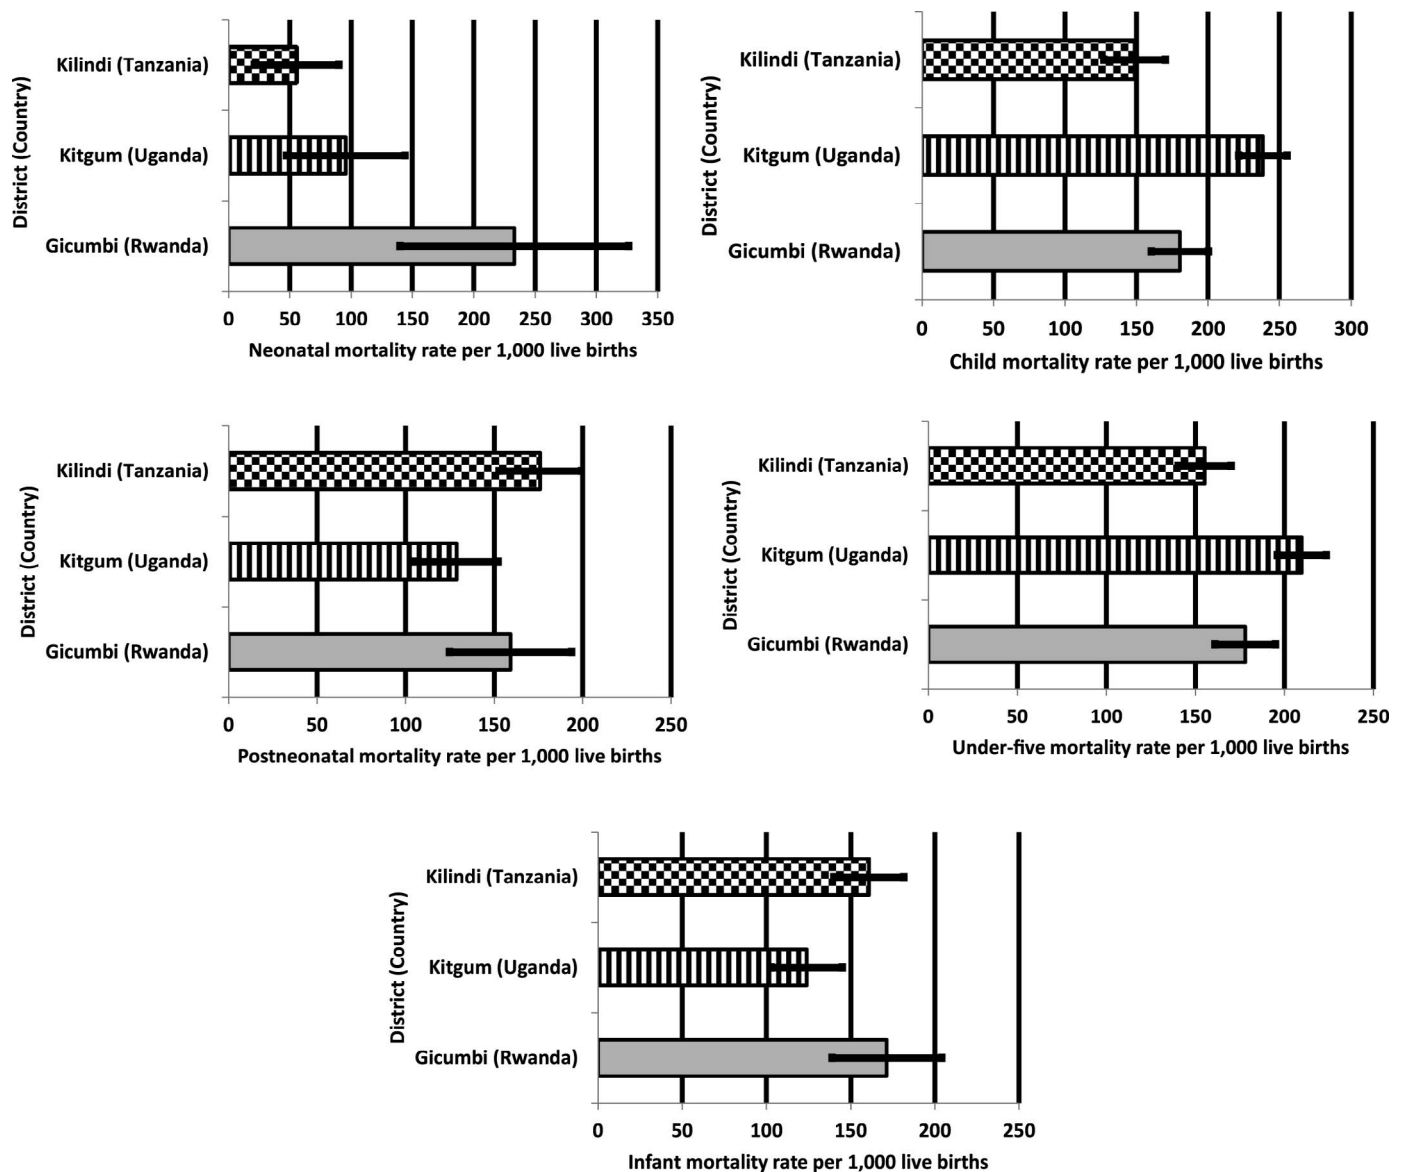 District (Country)
Kilindi (Tanzania)
Kitgum (Uganda)
Gicumbi (Rwanda)
0 50 100 150 200 250 300 350
Neonatal mortality rate per 1,000 live births
District (Country)
Kilindi (Tanzania)
Kitgum (Uganda)
Gicumbi (Rwanda)
0 50 100 150 200 250 300
Child mortality rate per 1,000 live births
District (Country)
Kilindi (Tanzania)
Kitgum (Uganda)
Gicumbi (Rwanda)
0 50 100 150 200 250
Postneonatal mortality rate per 1,000 live births
District (Country)
Kilindi (Tanzania)
Kitgum (Uganda)
Gicumbi (Rwanda)
0 50 100 150 200 250
Under-five mortality rate per 1,000 live births
District (Country)
Kilindi (Tanzania)
Kitgum (Uganda)
Gicumbi (Rwanda)
0 50 100 150 200 250
Infant mortality rate per 1,000 live births